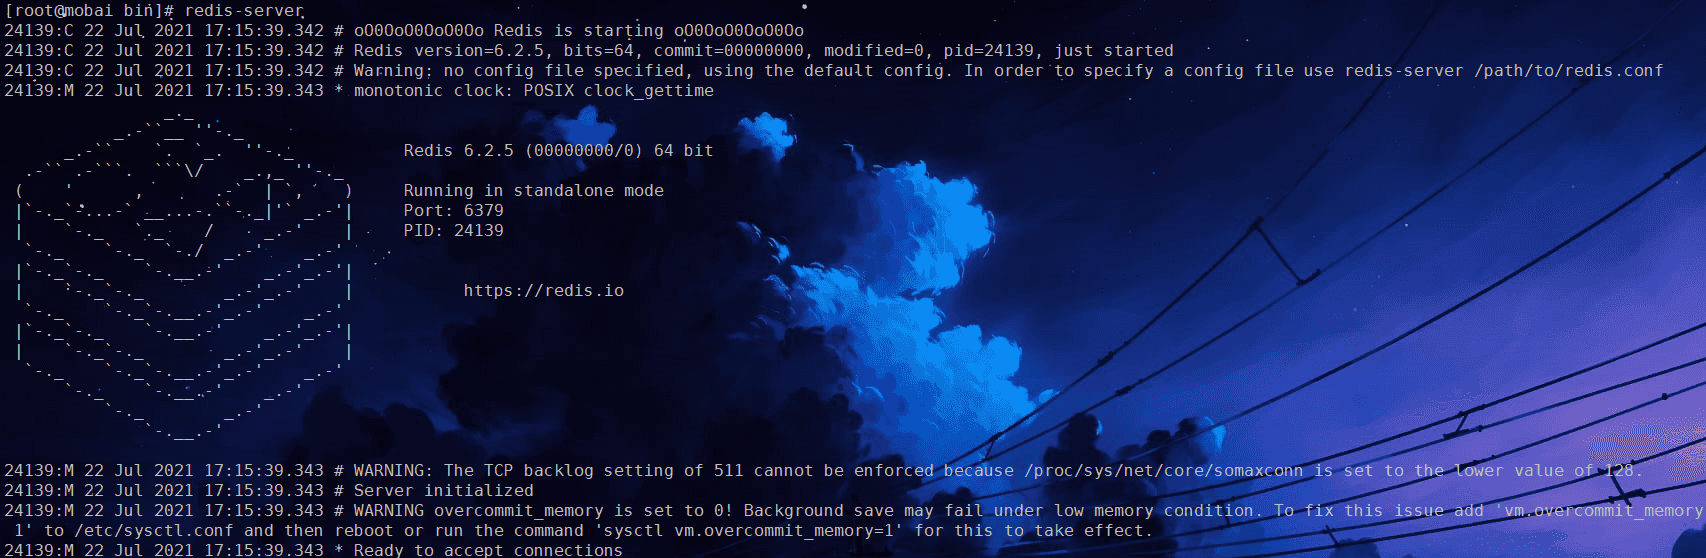 [root@mobai bin]# redis-server
24139:C 22 Jul 2021 17:15:39.342 # oO0OoO0OoO0Oo Redis is starting oO0OoO0OoO0Oo
24139:C 22 Jul 2021 17:15:39.342 # Redis version=6.2.5, bits=64, commit=00000000, modified=0, pid=24139, just started
24139:C 22 Jul 2021 17:15:39.342 # Warning: no config file specified, using the default config. In order to specify a config file use redis-server /path/to/redis.conf
24139:M 22 Jul 2021 17:15:39.343 * monotonic clock: POSIX clock_gettime
Redis 6.2.5 (00000000/0) 64 bit
Running in standalone mode
Port: 6379
PID: 24139
https://redis.io
24139:M 22 Jul 2021 17:15:39.343 # WARNING: The TCP backlog setting of 511 cannot be enforced because /proc/sys/net/core/somaxconn is set to the lower value of 128.
24139:M 22 Jul 2021 17:15:39.343 # Server initialized
24139:M 22 Jul 2021 17:15:39.343 # WARNING overcommit_memory is set to 0! Background save may fail under low memory condition. To fix this issue add 'vm.overcommit_memory
1' to /etc/sysctl.conf and then reboot or run the command 'sysctl vm.overcommit_memory=1' for this to take effect.
24139:M 22 Jul 2021 17:15:39.343 * Ready to accept connections